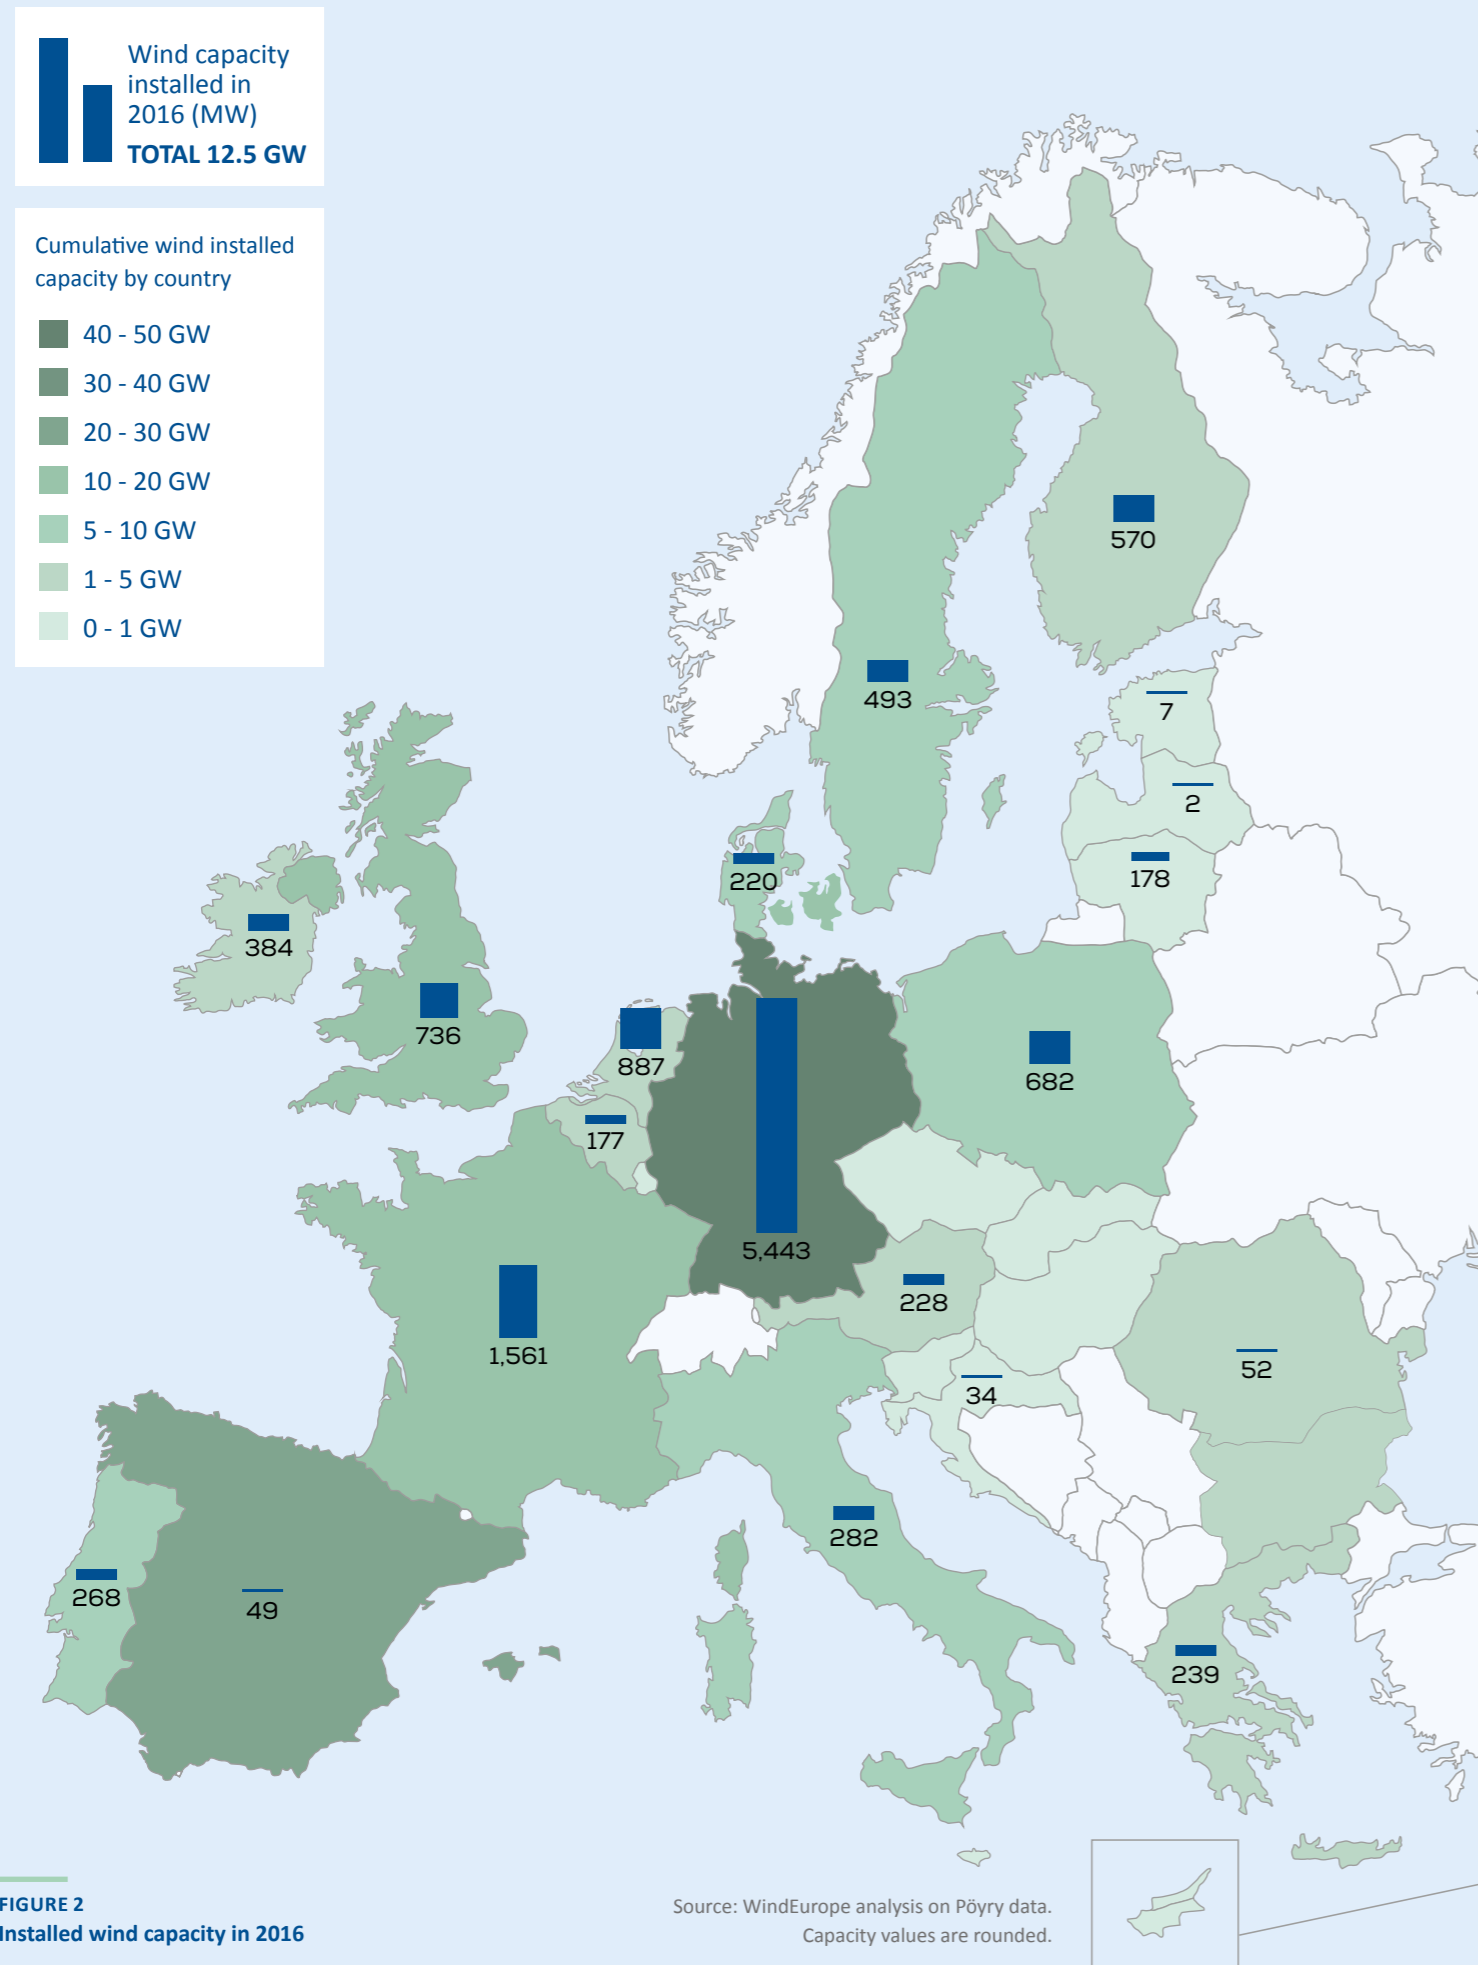 Wind capacity
installed in
2016 (MW)
TOTAL 12.5 GW
Cumulative wind installed
capacity by country
40 - 50 GW
30 - 40 GW
20 - 30 GW
10 - 20 GW
5 - 10 GW
1 - 5 GW
0 - 1 GW
570
493
7
2
178
220
384
736
887
682
177
5,443
228
1,561
52
34
282
268
49
239
FIGURE 2
Installed wind capacity in 2016
Source: WindEurope analysis on Pöyry data.
Capacity values are rounded.